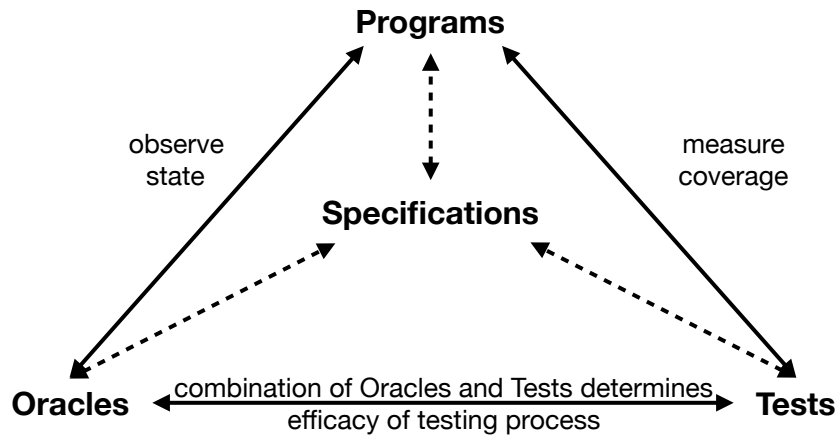 Programs
observe
state
measure
coverage
Specifications
combination of Oracles and Tests determines
Oracles
Tests
efficacy of testing process